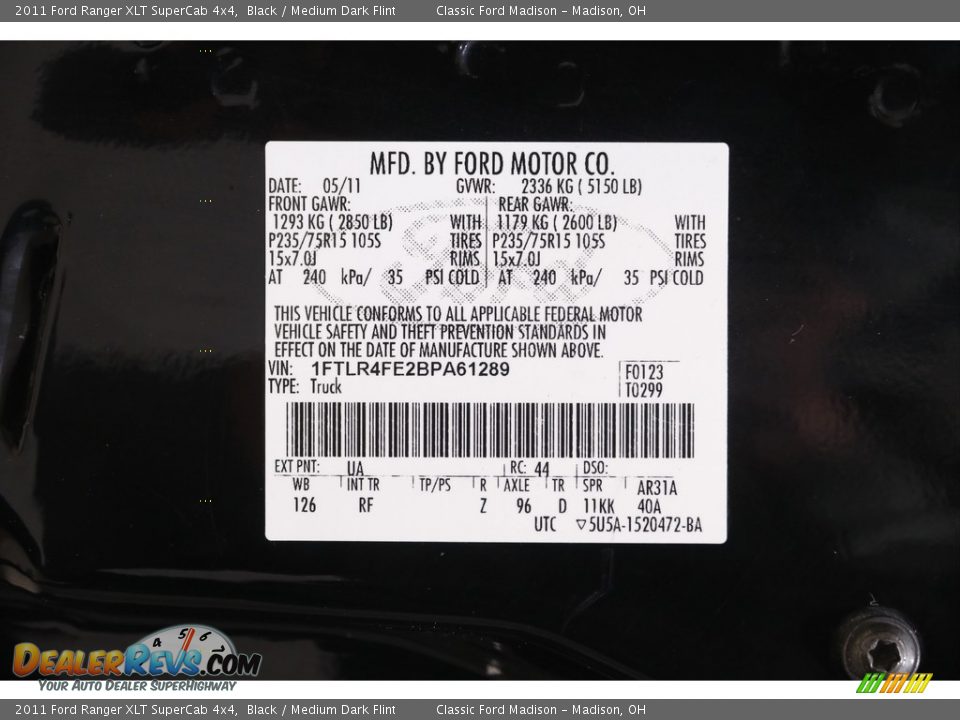 2011 Ford Ranger XLT SuperCab 4x4, Black / Medium Dark Flint Classic Ford Madison – Madison, OH
MFD. BY FORD MOTOR CO.
DATE: 05/11 GVWR: 2336 KG ( 5150 LB)
FRONT GAWR: REAR GAWR:
1293 KG ( 2850 LB) WITH 1179 KG ( 2600 LB) WITH
P235/75R15 105S TIRES P235/75R15 105S TIRES
15x7.0J RIMS 15x7.0J RIMS
AT 240 kPa/ 35 PSI COLD AT 240 kPa/ 35 PSI COLD
THIS VEHICLE CONFORMS TO ALL APPLICABLE FEDERAL MOTOR
VEHICLE SAFETY AND THEFT PREVENTION STANDARDS IN
EFFECT ON THE DATE OF MANUFACTURE SHOWN ABOVE.
VIN: 1FTLR4FE2BPA61289 F0123
TYPE: Truck T0299
EXT PNT: UA RC: 44 DSO:
WB INT TR TP/PS R AXLE TR SPR AR31A
126 RF Z 96 D 11KK 40A
UTC ▽5U5A-1520472-BA
4 5 6
DEALERREVS.COM
YOUR AUTO DEALER SUPERHIGHWAY
2011 Ford Ranger XLT SuperCab 4x4, Black / Medium Dark Flint Classic Ford Madison – Madison, OH